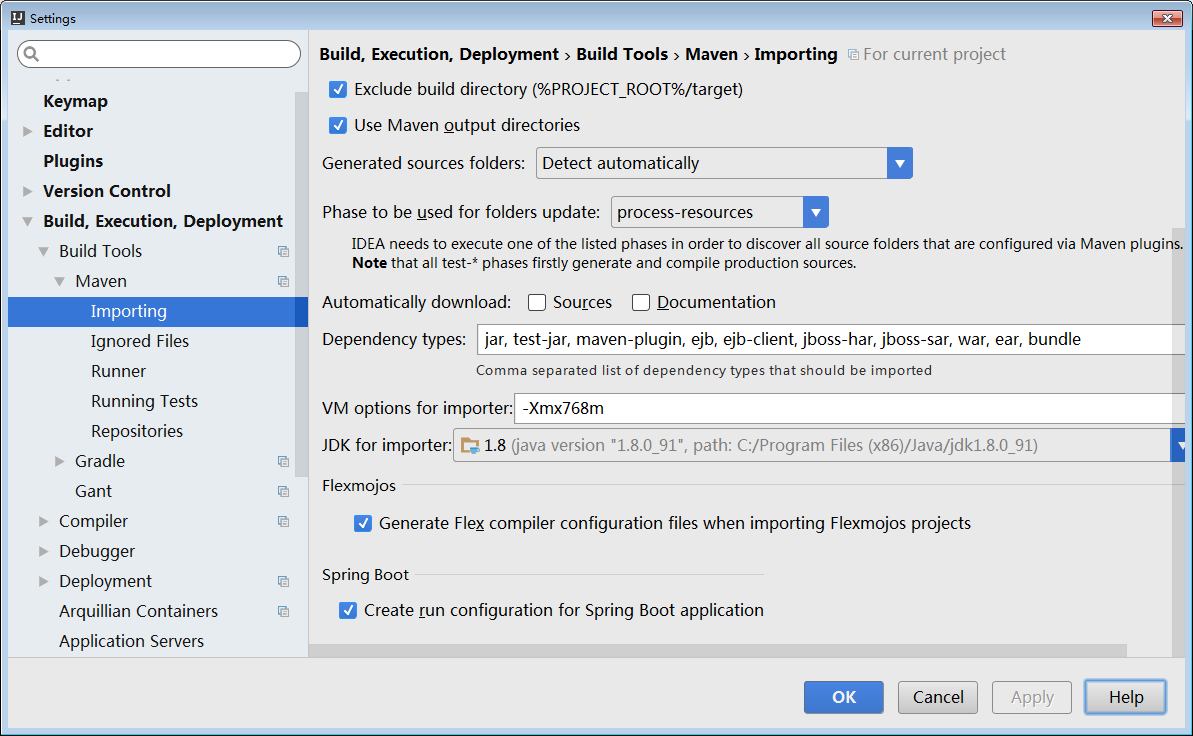 Settings
Keymap
Editor
Plugins
Version Control
Build, Execution, Deployment
Build Tools
Maven
Importing
Ignored Files
Runner
Running Tests
Repositories
Gradle
Gant
Compiler
Debugger
Deployment
Arquillian Containers
Application Servers
Build, Execution, Deployment › Build Tools › Maven › Importing For current project
Exclude build directory (%PROJECT_ROOT%/target)
Use Maven output directories
Generated sources folders: Detect automatically
Phase to be used for folders update: process-resources
IDEA needs to execute one of the listed phases in order to discover all source folders that are configured via Maven plugins.
Note that all test-* phases firstly generate and compile production sources.
Automatically download: Sources Documentation
Dependency types: jar, test-jar, maven-plugin, ejb, ejb-client, jboss-har, jboss-sar, war, ear, bundle
Comma separated list of dependency types that should be imported
VM options for importer: -Xmx768m
JDK for importer: 1.8 (java version "1.8.0_91", path: C:/Program Files (x86)/Java/jdk1.8.0_91)
Flexmojos
Generate Flex compiler configuration files when importing Flexmojos projects
Spring Boot
Create run configuration for Spring Boot application
OK Cancel Apply Help